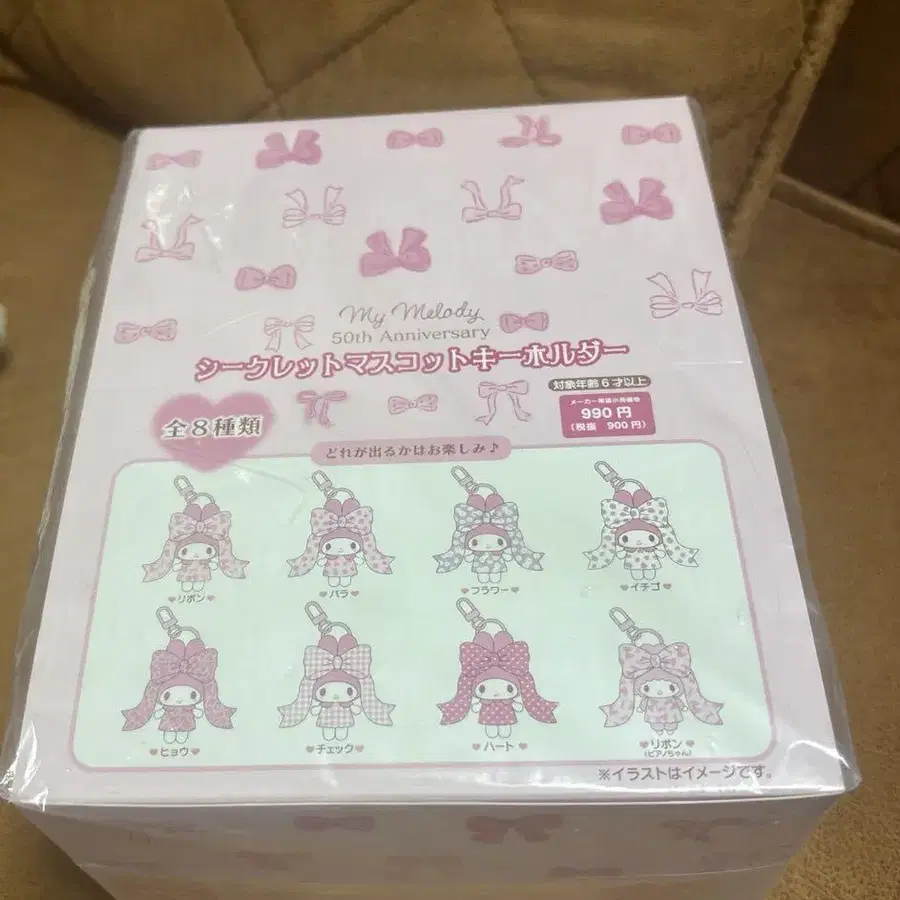 My Melody
50th Anniversary
シークレットマスコットキーホルダー
対象年齢6才以上
メーカー希望小売価格
990円
(税抜 900円)
全8種類
どれが出るかはお楽しみ♪
♥リボン♥
♥バラ♥
♥フラワー♥
♥イチゴ♥
♥ヒョウ♥
♥チェック♥
♥ハート♥
♥リボン♥
(ピアノちゃん)
※イラストはイメージです。